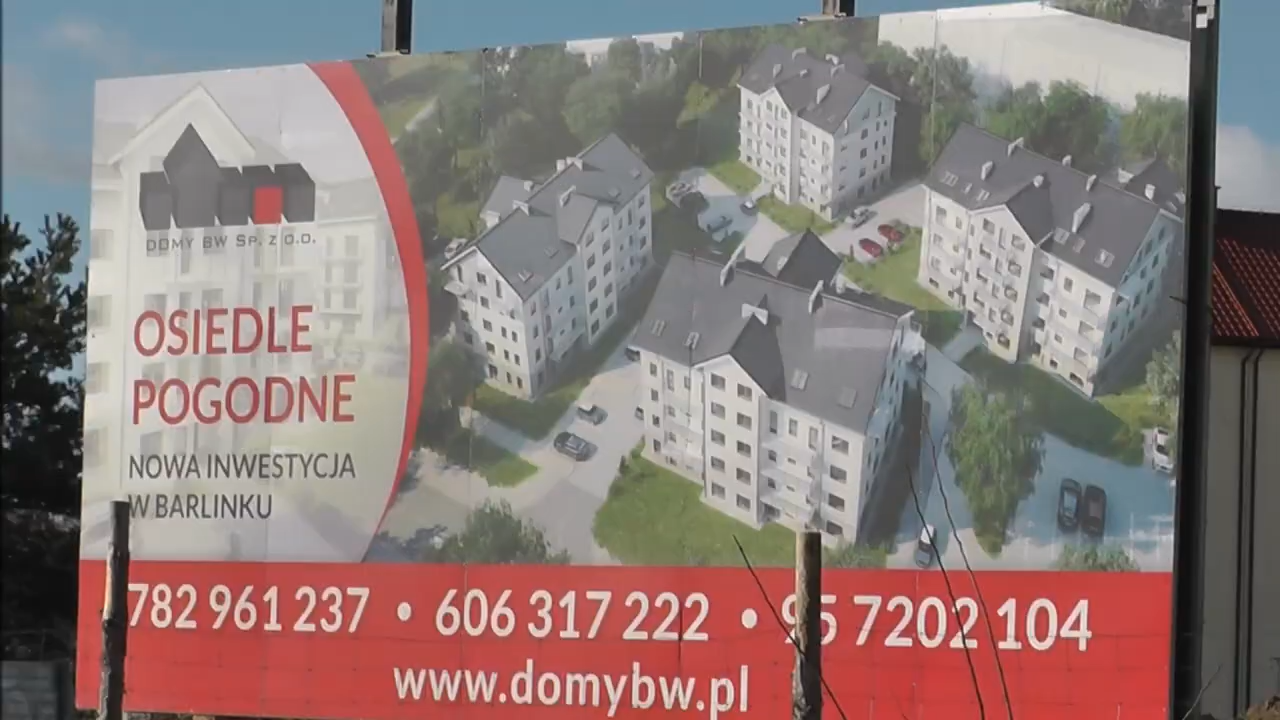 DOMY BW Sp. z o.o.
OSIEDLE
POGODNE
NOWA INWESTYCJA
W BARLINKU
782 961 237 • 606 317 222 • 95 7202 104
www.domybw.pl